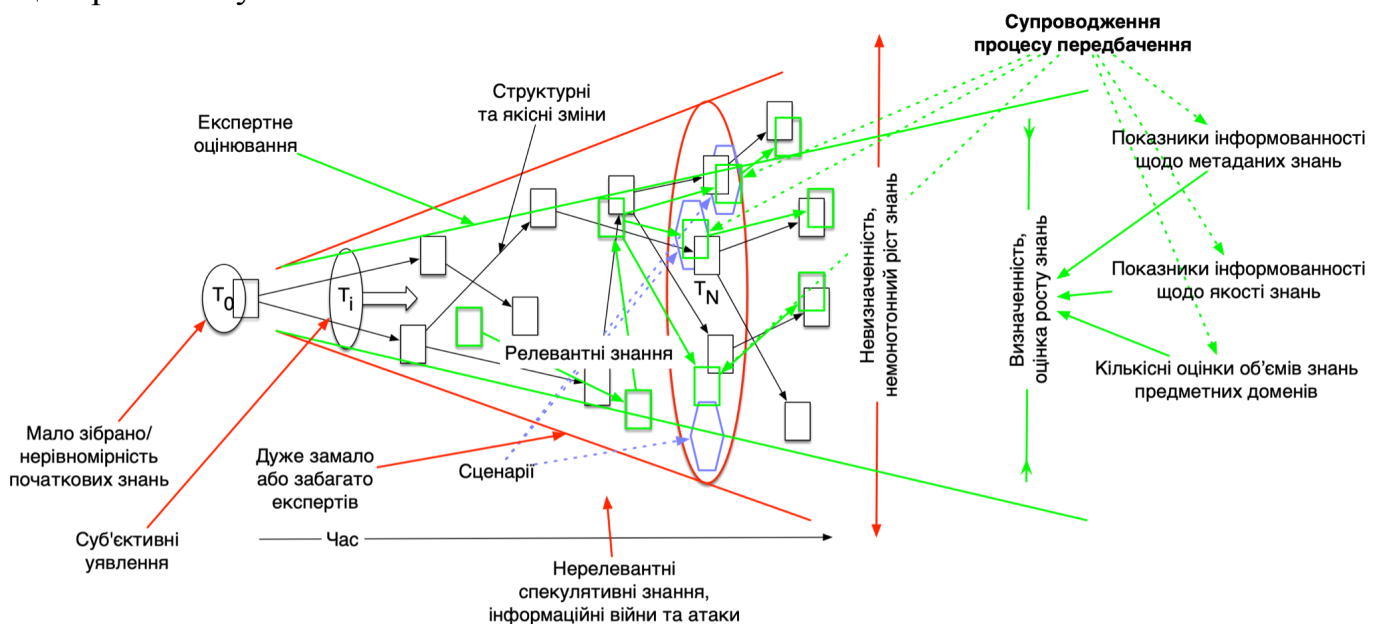 Супроводження
процесу передбачення
Структурні
та якісні зміни
Експертне
оцінювання
Показники інформованності
щодо метаданих знань
Невизначенність,
немонотонний ріст знань
Визначенність,
оцінка росту знань
T0
Ti
TN
Показники інформованності
щодо якості знань
Релевантні знання
Кількісні оцінки об’ємів знань
предметних доменів
Мало зібрано/
нерівномірність
початкових знань
Дуже замало
або забагато
експертів
Сценарії
Суб'єктивні
уявлення
Час
Нерелевантні
спекулятивні знання,
інформаційні війни та атаки